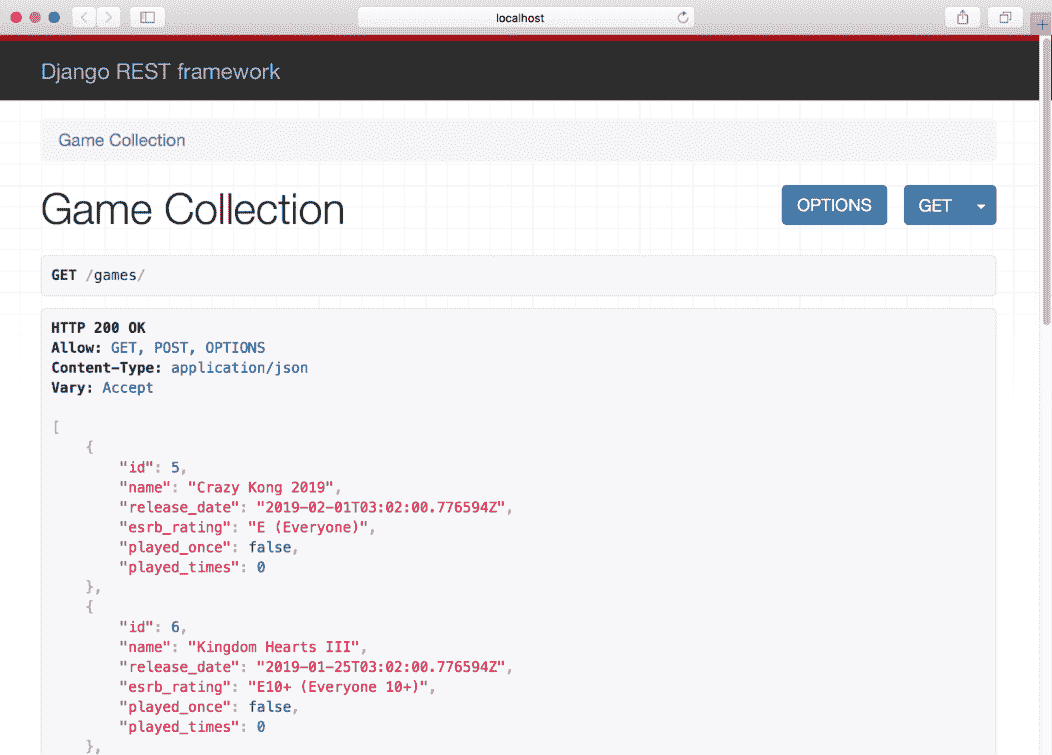 localhost
Django REST framework
Game Collection
Game Collection
OPTIONS
GET
GET /games/
HTTP 200 OK
Allow: GET, POST, OPTIONS
Content-Type: application/json
Vary: Accept
[
    {
        "id": 5,
        "name": "Crazy Kong 2019",
        "release_date": "2019-02-01T03:02:00.776594Z",
        "esrb_rating": "E (Everyone)",
        "played_once": false,
        "played_times": 0
    },
    {
        "id": 6,
        "name": "Kingdom Hearts III",
        "release_date": "2019-01-25T03:02:00.776594Z",
        "esrb_rating": "E10+ (Everyone 10+)",
        "played_once": false,
        "played_times": 0
    },